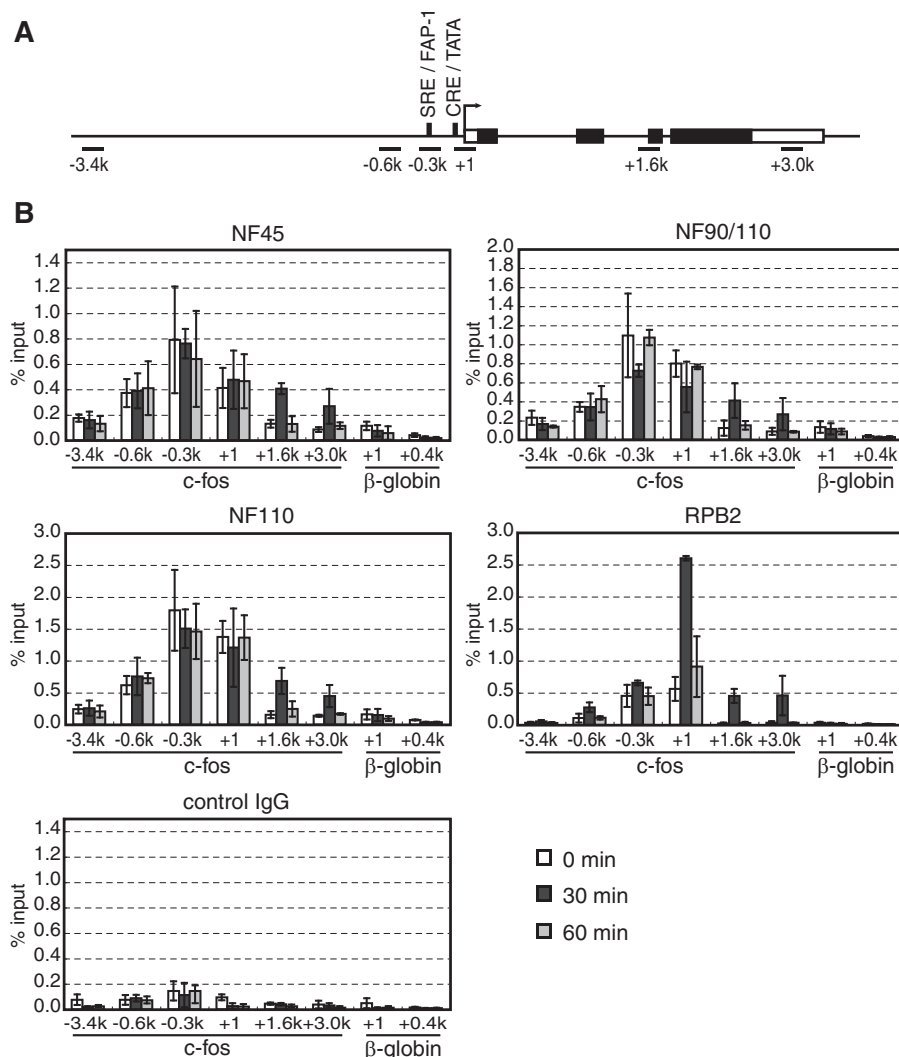 A
SRE / FAP-1
CRE / TATA
-3.4k -0.6k -0.3k +1 +1.6k +3.0k
B
NF45
% input
1.4
1.2
1.0
0.8
0.6
0.4
0.2
0.0
-3.4k -0.6k -0.3k +1 +1.6k +3.0k +1 +0.4k
c-fos β-globin
NF90/110
% input
2.0
1.8
1.6
1.4
1.2
1.0
0.8
0.6
0.4
0.2
0.0
-3.4k -0.6k -0.3k +1 +1.6k +3.0k +1 +0.4k
c-fos β-globin
NF110
% input
3.0
2.5
2.0
1.5
1.0
0.5
0.0
-3.4k -0.6k -0.3k +1 +1.6k +3.0k +1 +0.4k
c-fos β-globin
RPB2
% input
3.0
2.5
2.0
1.5
1.0
0.5
0.0
-3.4k -0.6k -0.3k +1 +1.6k +3.0k +1 +0.4k
c-fos β-globin
control IgG
% input
1.4
1.2
1.0
0.8
0.6
0.4
0.2
0.0
-3.4k -0.6k -0.3k +1 +1.6k +3.0k +1 +0.4k
c-fos β-globin
0 min
30 min
60 min